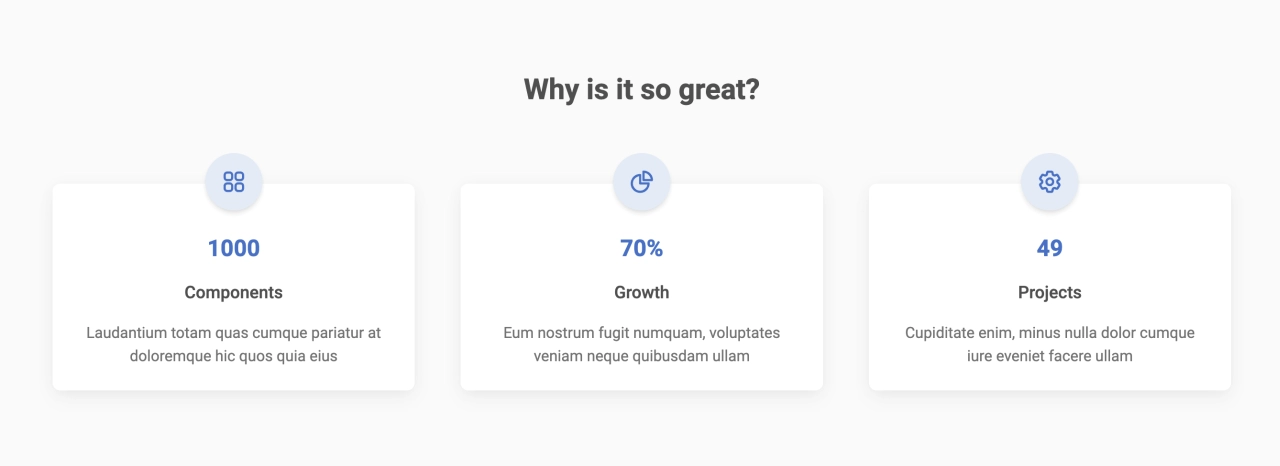 Why is it so great?
1000
Components
Laudantium totam quas cumque pariatur at
doloremque hic quos quia eius
70%
Growth
Eum nostrum fugit numquam, voluptates
veniam neque quibusdam ullam
49
Projects
Cupiditate enim, minus nulla dolor cumque
iure eveniet facere ullam